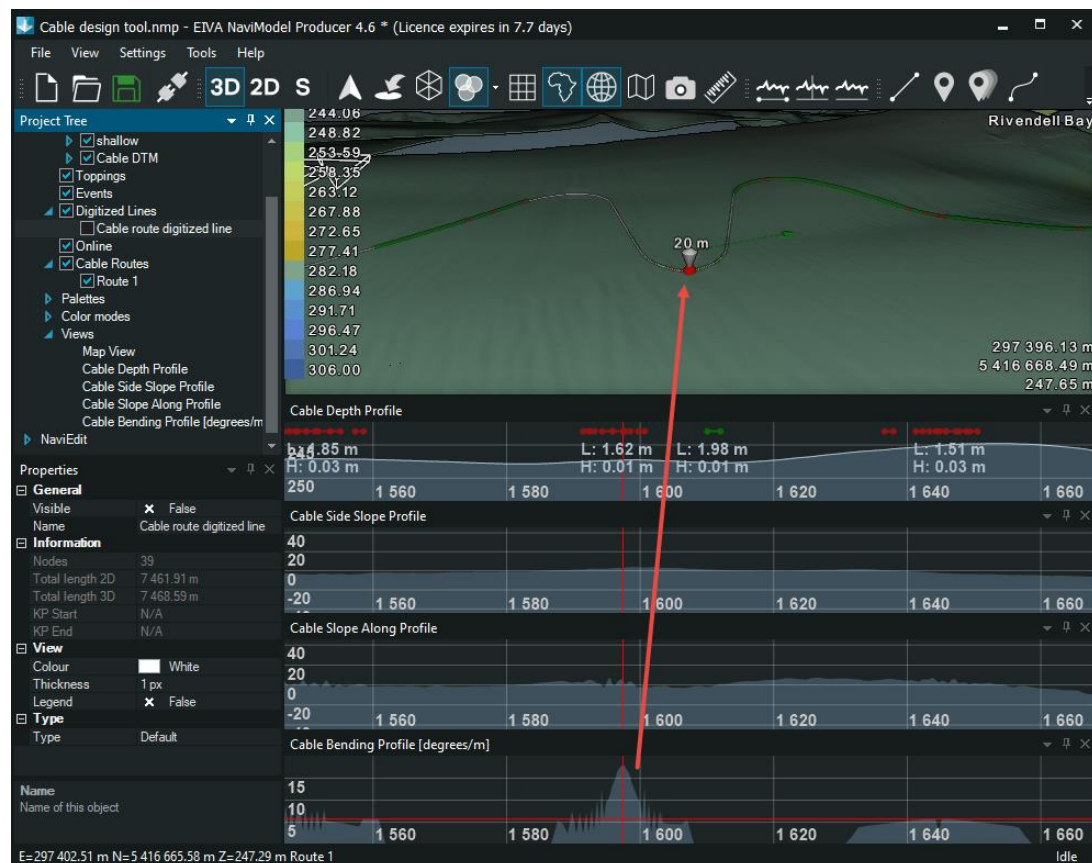 Cable design tool.nmp - EIVA NaviModel Producer 4.6 * (Licence expires in 7.7 days)
File View Settings Tools Help
3D 2D S
Project Tree
shallow
Cable DTM
Toppings
Events
Digitized Lines
Cable route digitized line
Online
Cable Routes
Route 1
Palettes
Color modes
Views
Map View
Cable Depth Profile
Cable Side Slope Profile
Cable Slope Along Profile
Cable Bending Profile [degrees/m
NaviEdit
Properties
General
Visible False
Name Cable route digitized line
Information
Nodes 39
Total length 2D 7 461.91 m
Total length 3D 7 468.59 m
KP Start N/A
KP End N/A
View
Colour White
Thickness 1 px
Legend False
Type
Type Default
Name
Name of this object
244.06
248.82
253.59
258.35
263.12
267.88
272.65
277.41
282.18
286.94
291.71
296.47
301.24
306.00
Rivendell Bay
20 m
297 396.13 m
5 416 668.49 m
247.65 m
Cable Depth Profile
L: 1.62 m L: 1.98 m L: 1.51 m
H: 0.03 m H: 0.01 m H: 0.01 m H: 0.03 m
250 1 560 1 580 1 600 1 620 1 640 1 660
Cable Side Slope Profile
40
20
0
-20 1 560 1 580 1 600 1 620 1 640 1 660
Cable Slope Along Profile
40
20
0
-20 1 560 1 580 1 600 1 620 1 640 1 660
Cable Bending Profile [degrees/m]
15
10
5 1 560 1 580 1 600 1 620 1 640 1 660
E=297 402.51 m N=5 416 665.58 m Z=247.29 m Route 1
Idle